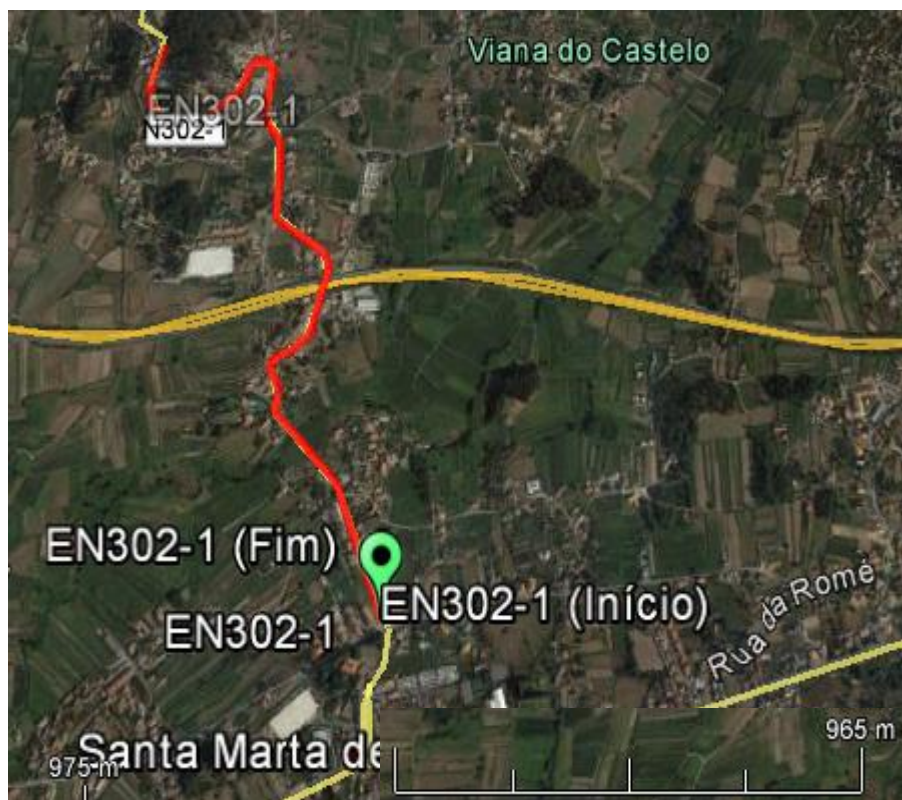 Viana do Castelo
EN302-1
N302-1
EN302-1 (Fim)
EN302-1 (Início)
EN302-1
Rua da Romé
Santa Marta de
965 m
975 m